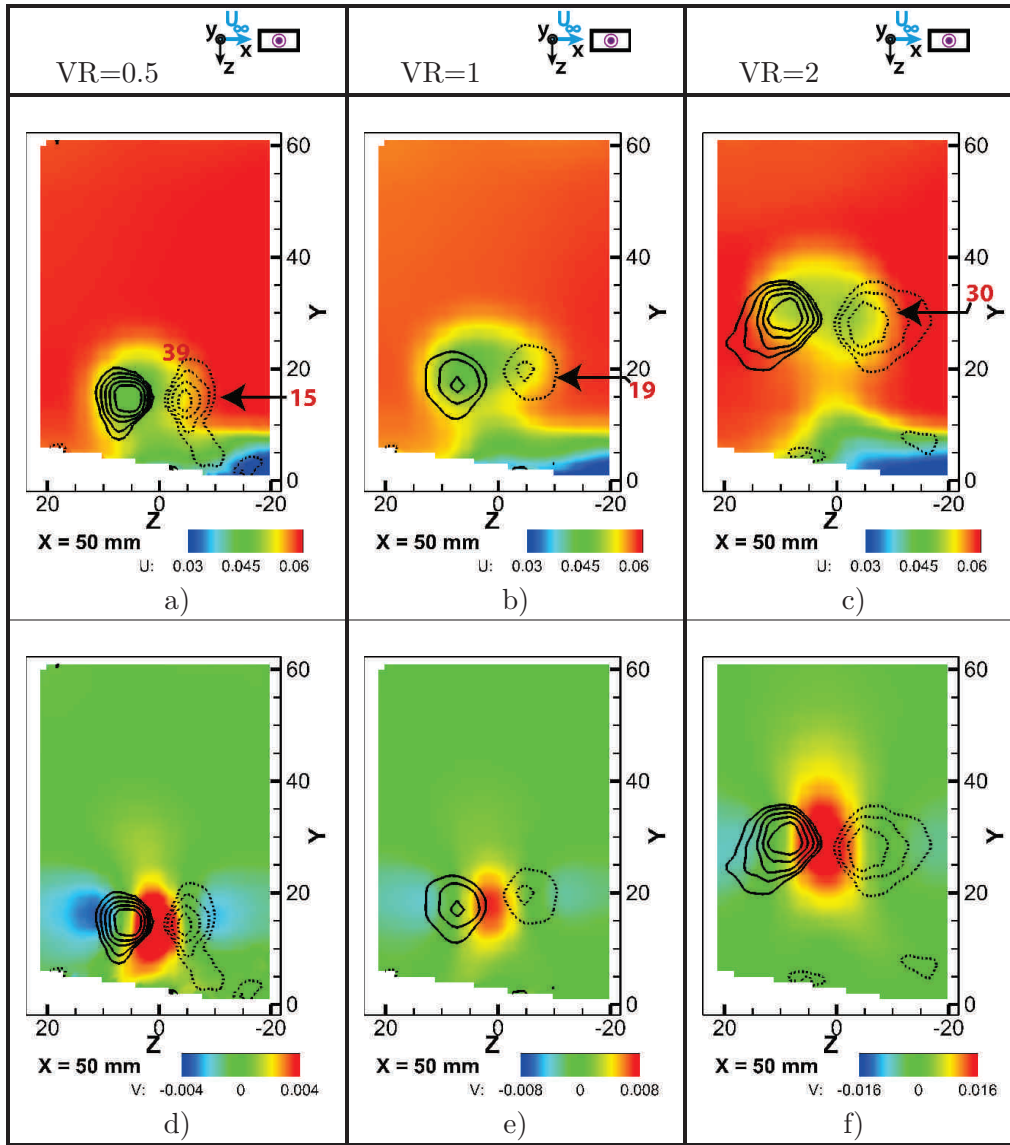 y U∞ x z
VR=0.5
y U∞ x z
VR=1
y U∞ x z
VR=2
60
40
Y
20
0
39
15
20 0 -20
Z
X = 50 mm
U: 0.03 0.045 0.06
a)
60
40
Y
20
0
19
20 0 -20
Z
X = 50 mm
U: 0.03 0.045 0.06
b)
60
40
Y
20
0
30
20 0 -20
Z
X = 50 mm
U: 0.03 0.045 0.06
c)
60
40
Y
20
0
20 0 -20
Z
X = 50 mm
V: -0.004 0 0.004
d)
60
40
Y
20
0
20 0 -20
Z
X = 50 mm
V: -0.008 0 0.008
e)
60
40
Y
20
0
20 0 -20
Z
X = 50 mm
V: -0.016 0 0.016
f)